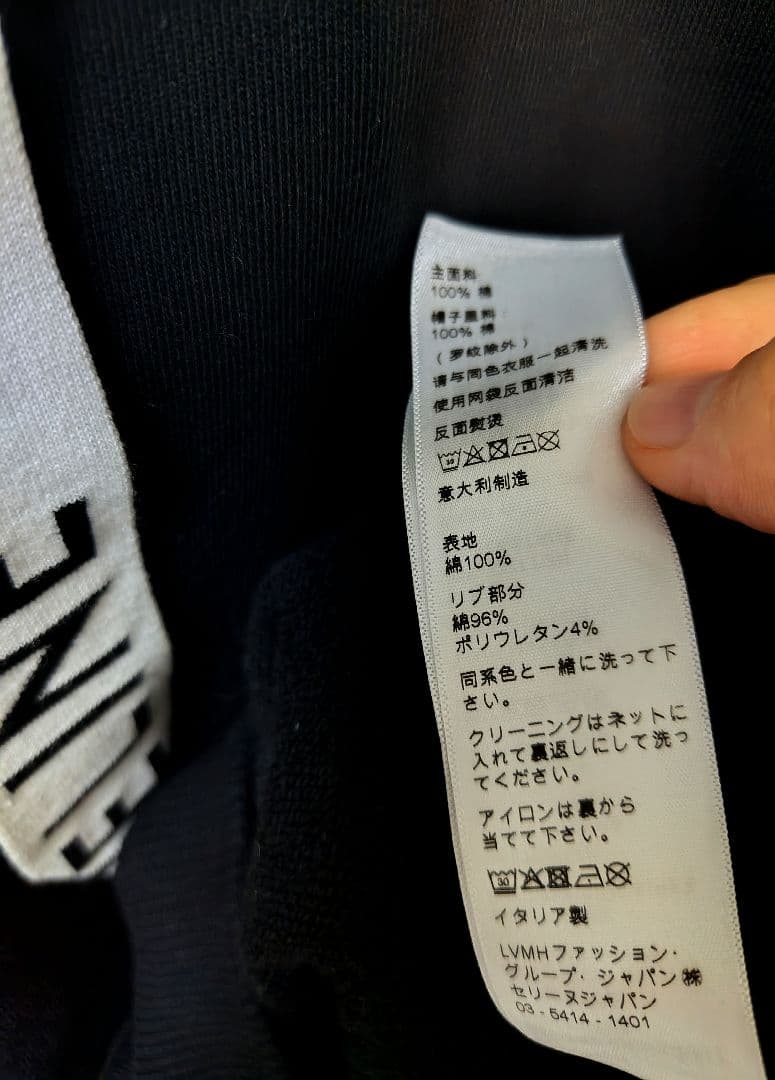 主面料
100% 棉
帽子里料:
100% 棉
(罗纹除外)
请与同色衣服一起清洗
使用网袋反面清洁
反面熨烫
30
意大利制造
表地
綿100%
リブ部分
綿96%
ポリウレタン4%
同系色と一緒に洗って下
さい。
クリーニングはネットに
入れて裏返しにして洗っ
てください。
アイロンは裏から
当てて下さい。
30
イタリア製
LVMHファッション・
グループ・ジャパン㈱
セリーヌジャパン
03-5414-1401